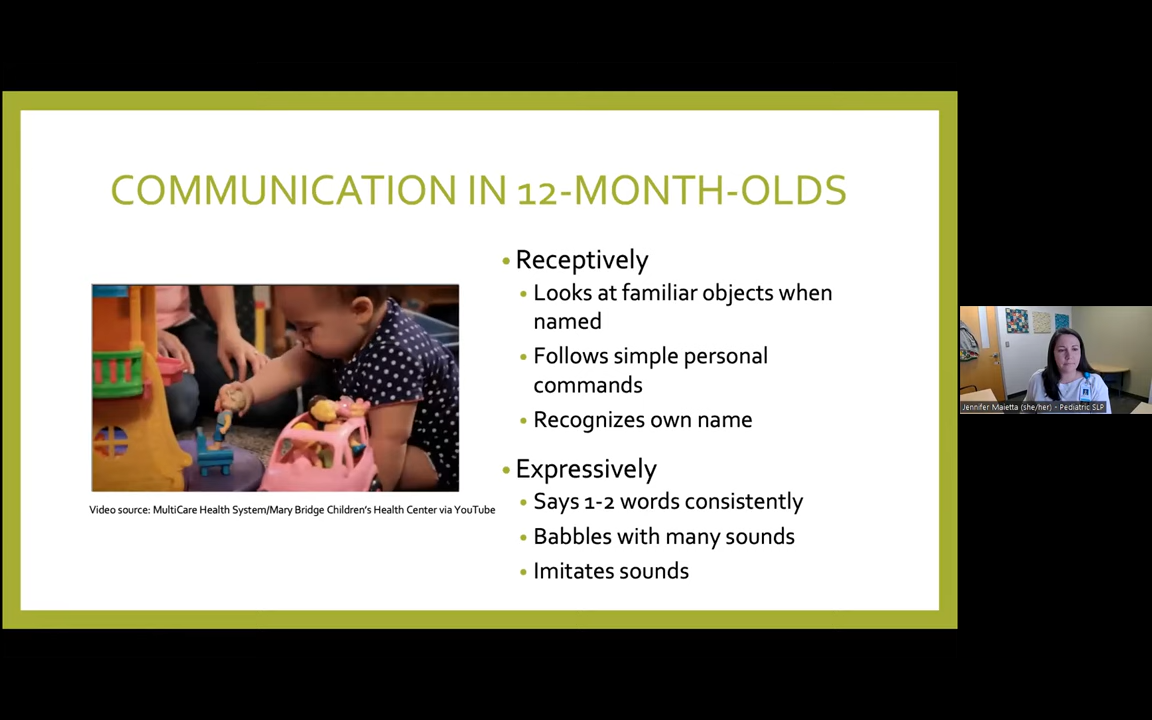 COMMUNICATION IN 12-MONTH-OLDS
• Receptively
• Looks at familiar objects when
named
• Follows simple personal
commands
• Recognizes own name
• Expressively
• Says 1-2 words consistently
• Babbles with many sounds
• Imitates sounds
Video source: MultiCare Health System/Mary Bridge Children's Health Center via YouTube
Jennifer Maietta (she/her) - Pediatric SLP